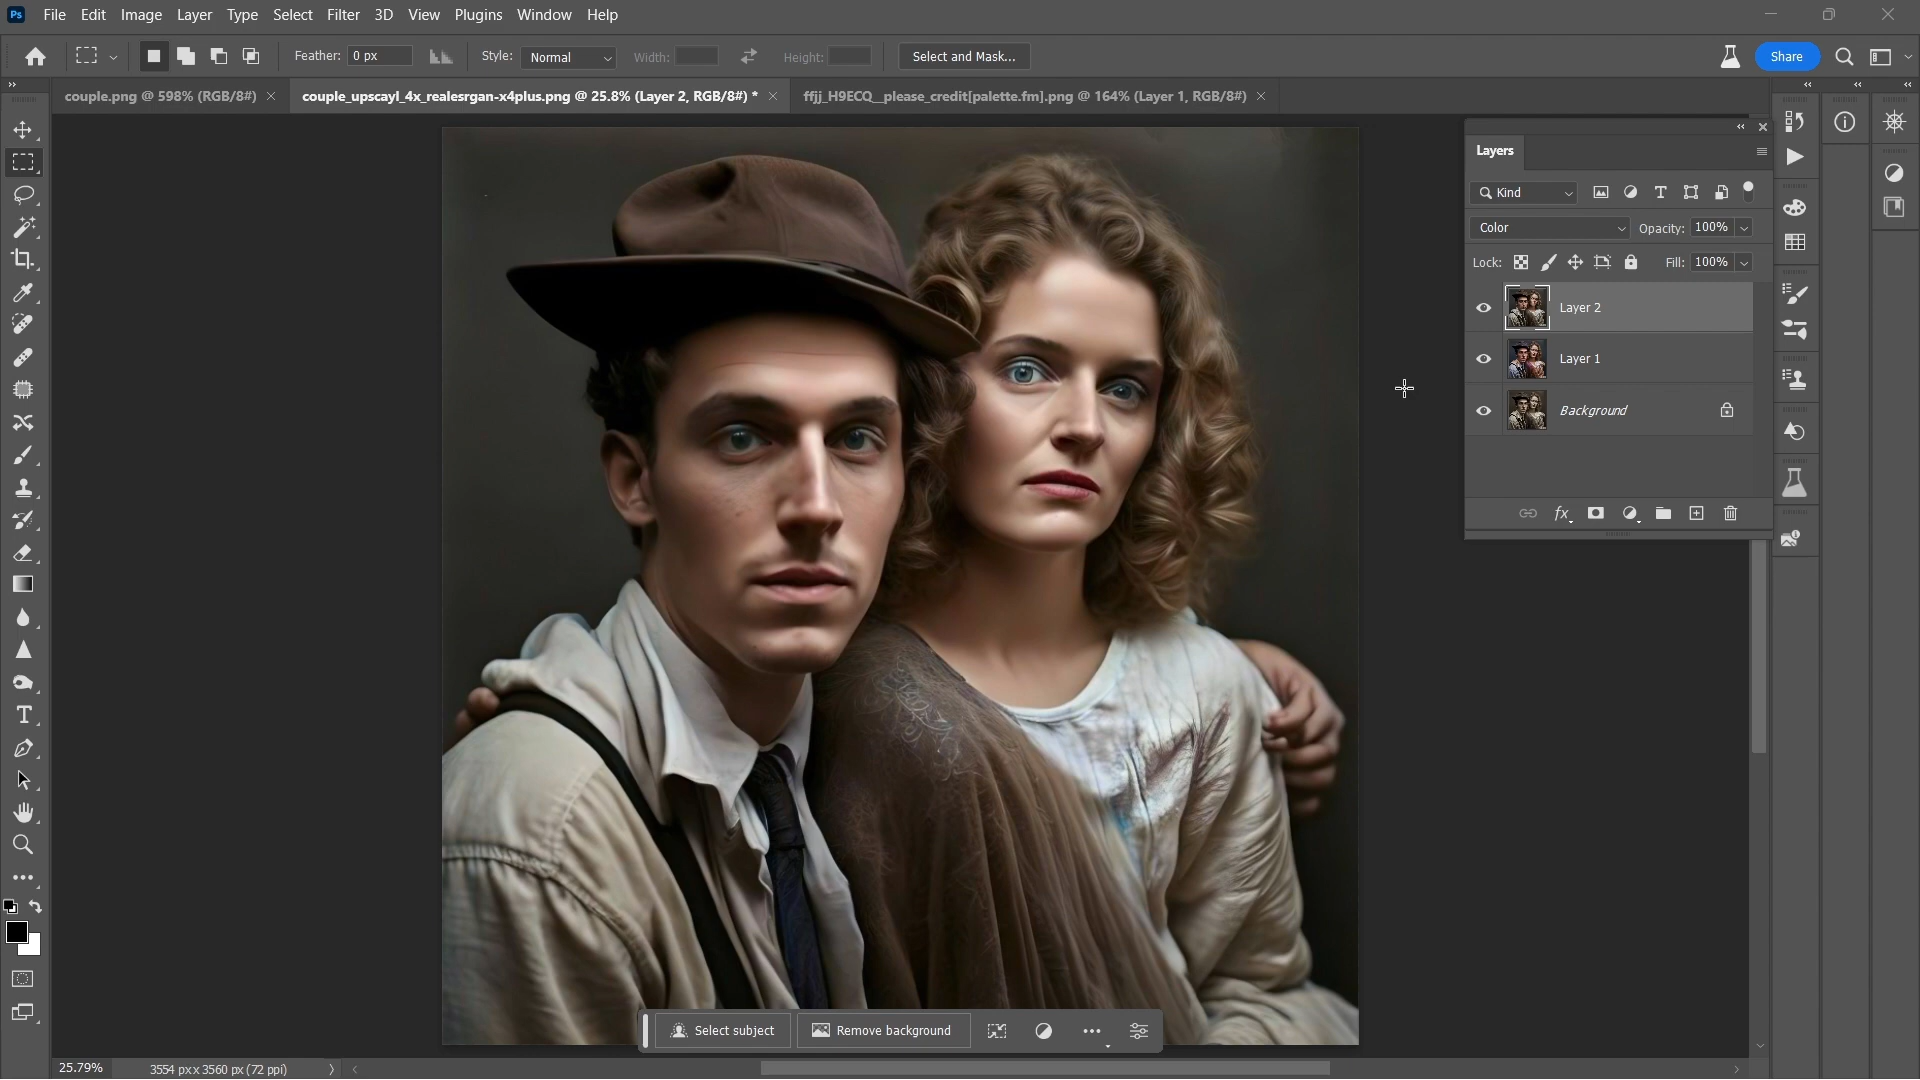 Ps File Edit Image Layer Type Select Filter 3D View Plugins Window Help
Feather: 0 px Style: Normal Width: Height: Select and Mask... Share
couple.png @ 598% (RGB/8#) couple_upscayl_4x_realesrgan-x4plus.png @ 25.8% (Layer 2, RGB/8#) * ffjj_H9ECQ__please_credit[palette.fm].png @ 164% (Layer 1, RGB/8#)
Layers
Kind
Color Opacity: 100%
Lock: Fill: 100%
Layer 2
Layer 1
Background
fx
Select subject Remove background
25.79% 3554 px x 3560 px (72 ppi)